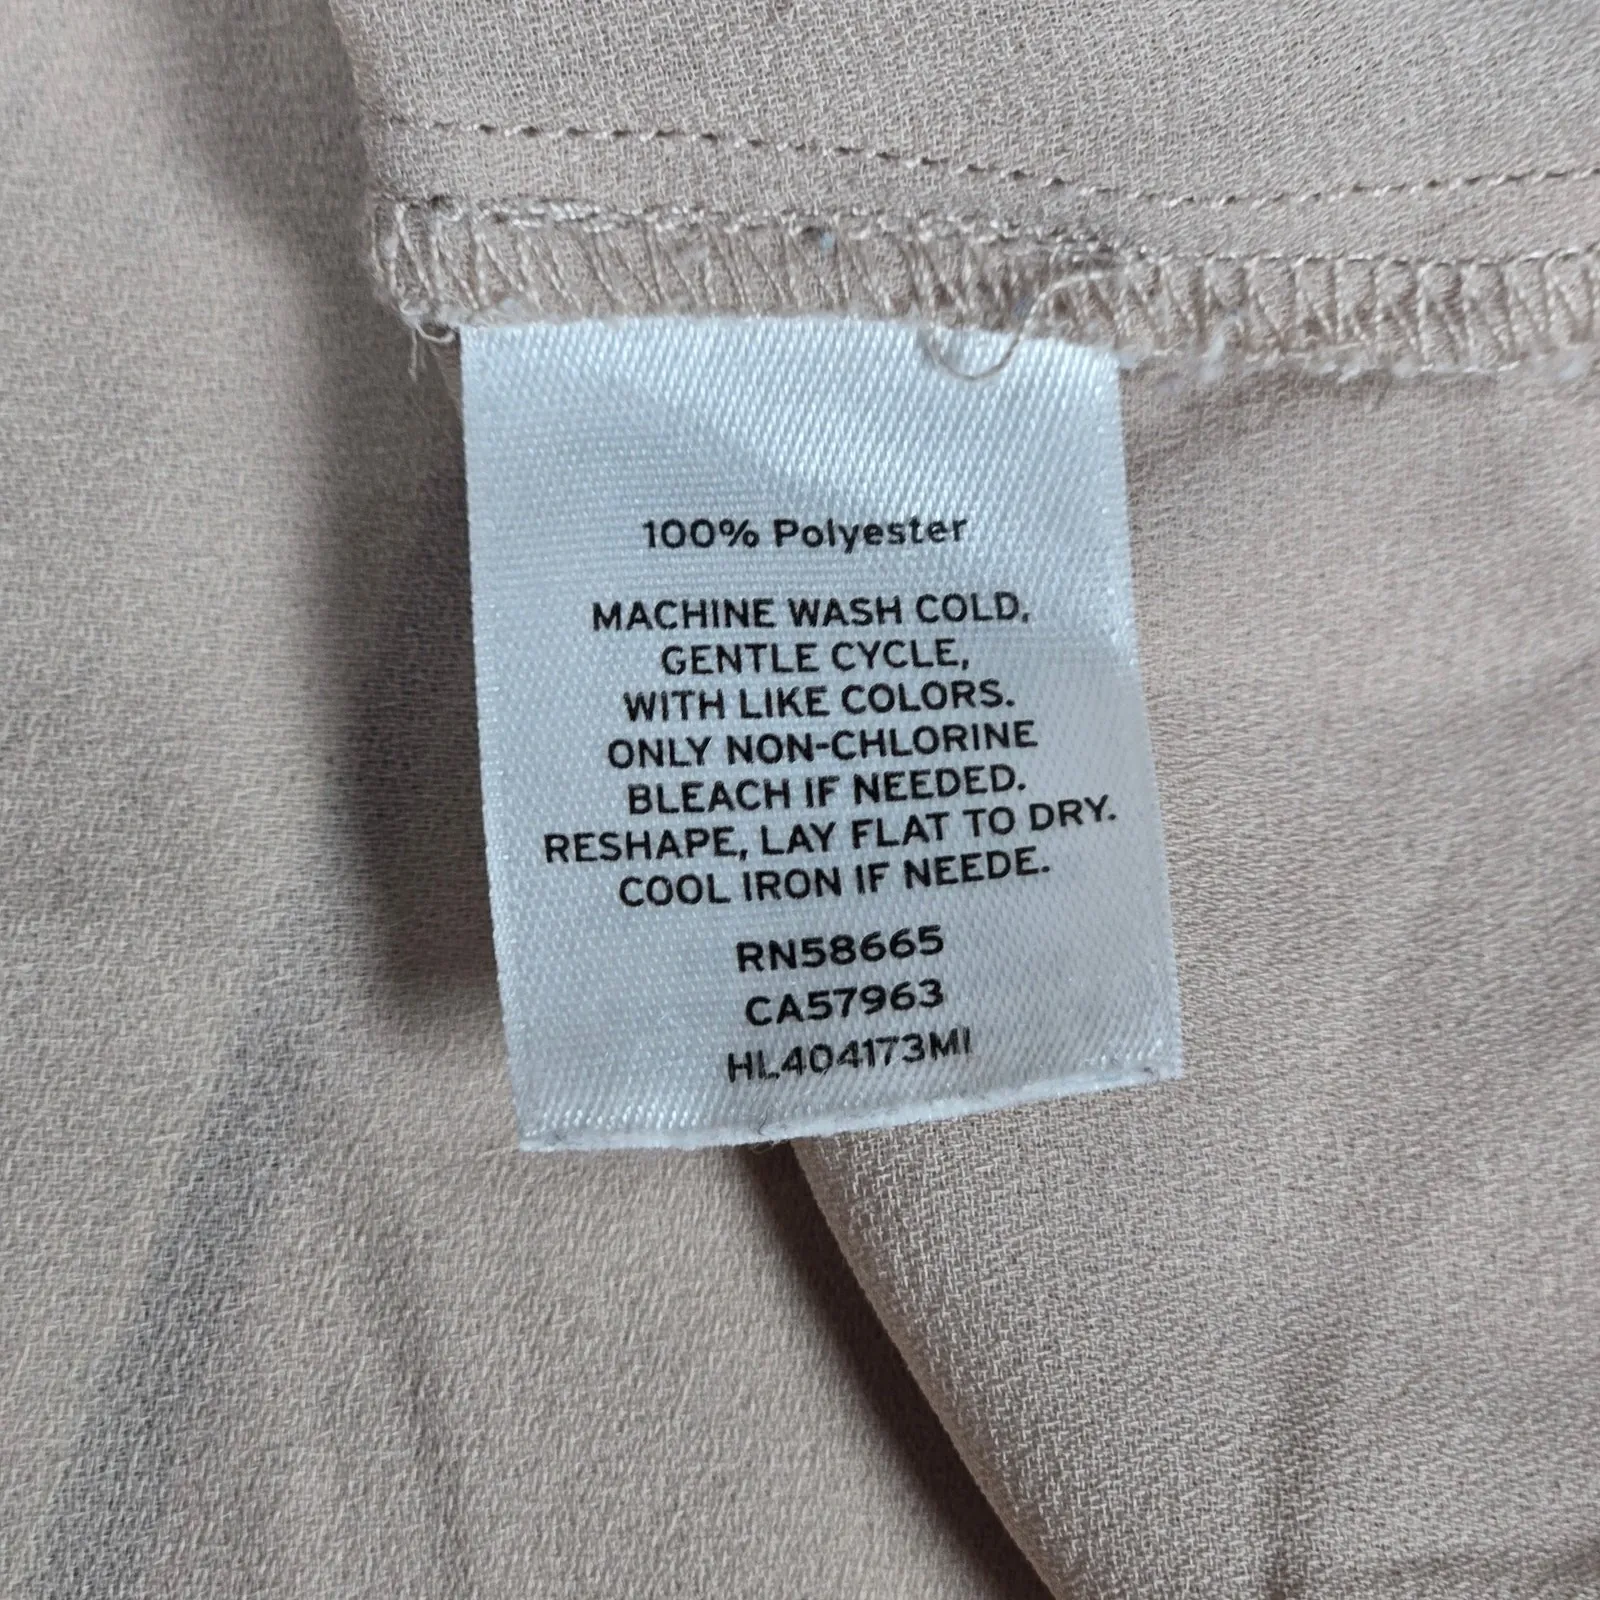 100% Polyester
MACHINE WASH COLD,
GENTLE CYCLE,
WITH LIKE COLORS.
ONLY NON-CHLORINE
BLEACH IF NEEDED.
RESHAPE, LAY FLAT TO DRY.
COOL IRON IF NEEDE.
RN58665
CA57963
HL404173MI